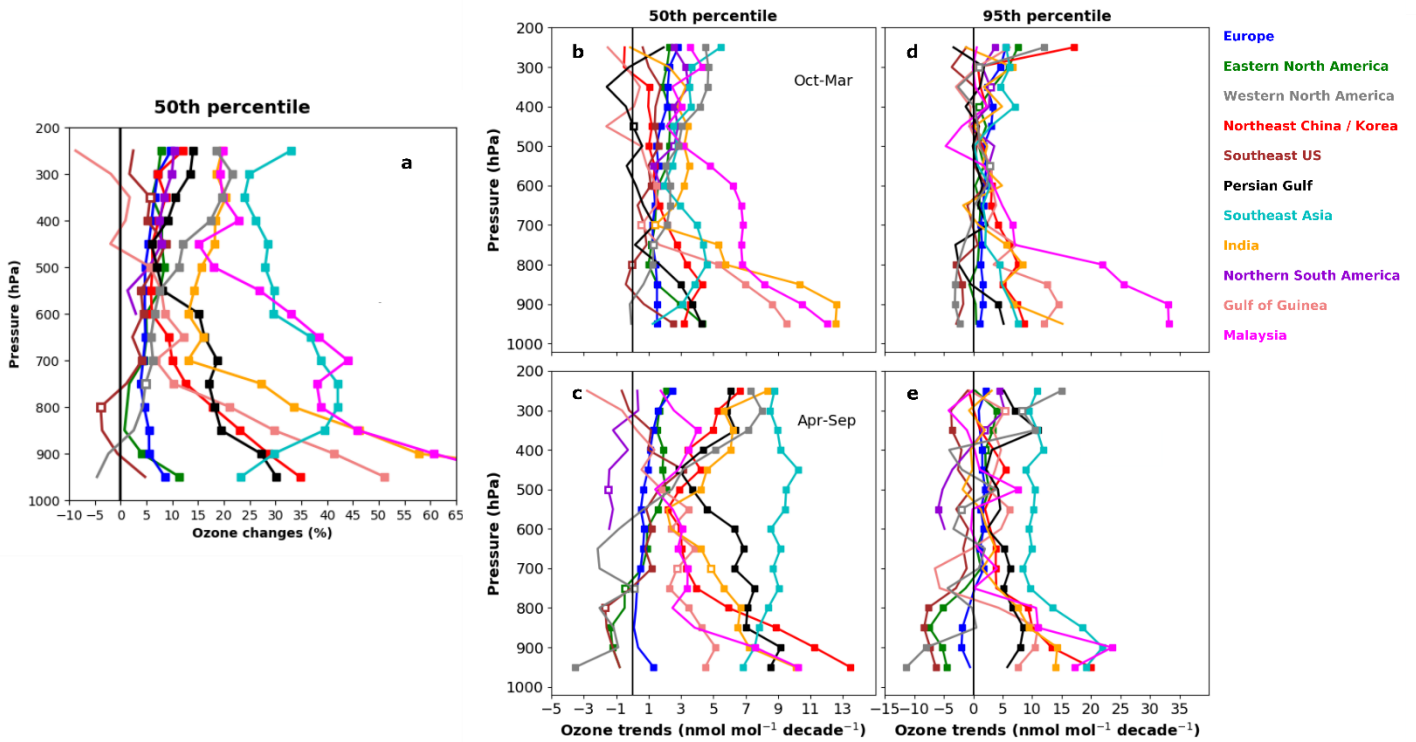 50th percentile
a
200
300
400
500
600
700
800
900
1000
Pressure (hPa)
−10 −5 0 5 10 15 20 25 30 35 40 45 50 55 60 65
Ozone changes (%)
50th percentile
b
Oct-Mar
200
300
400
500
600
700
800
900
1000
Pressure (hPa)
95th percentile
d
c
Apr-Sep
200
300
400
500
600
700
800
900
1000
Pressure (hPa)
−5 −3 −1 1 3 5 7 9 11 13
Ozone trends (nmol mol⁻¹ decade⁻¹)
e
−15 −10 −5 0 5 10 15 20 25 30 35
Ozone trends (nmol mol⁻¹ decade⁻¹)
Europe
Eastern North America
Western North America
Northeast China / Korea
Southeast US
Persian Gulf
Southeast Asia
India
Northern South America
Gulf of Guinea
Malaysia